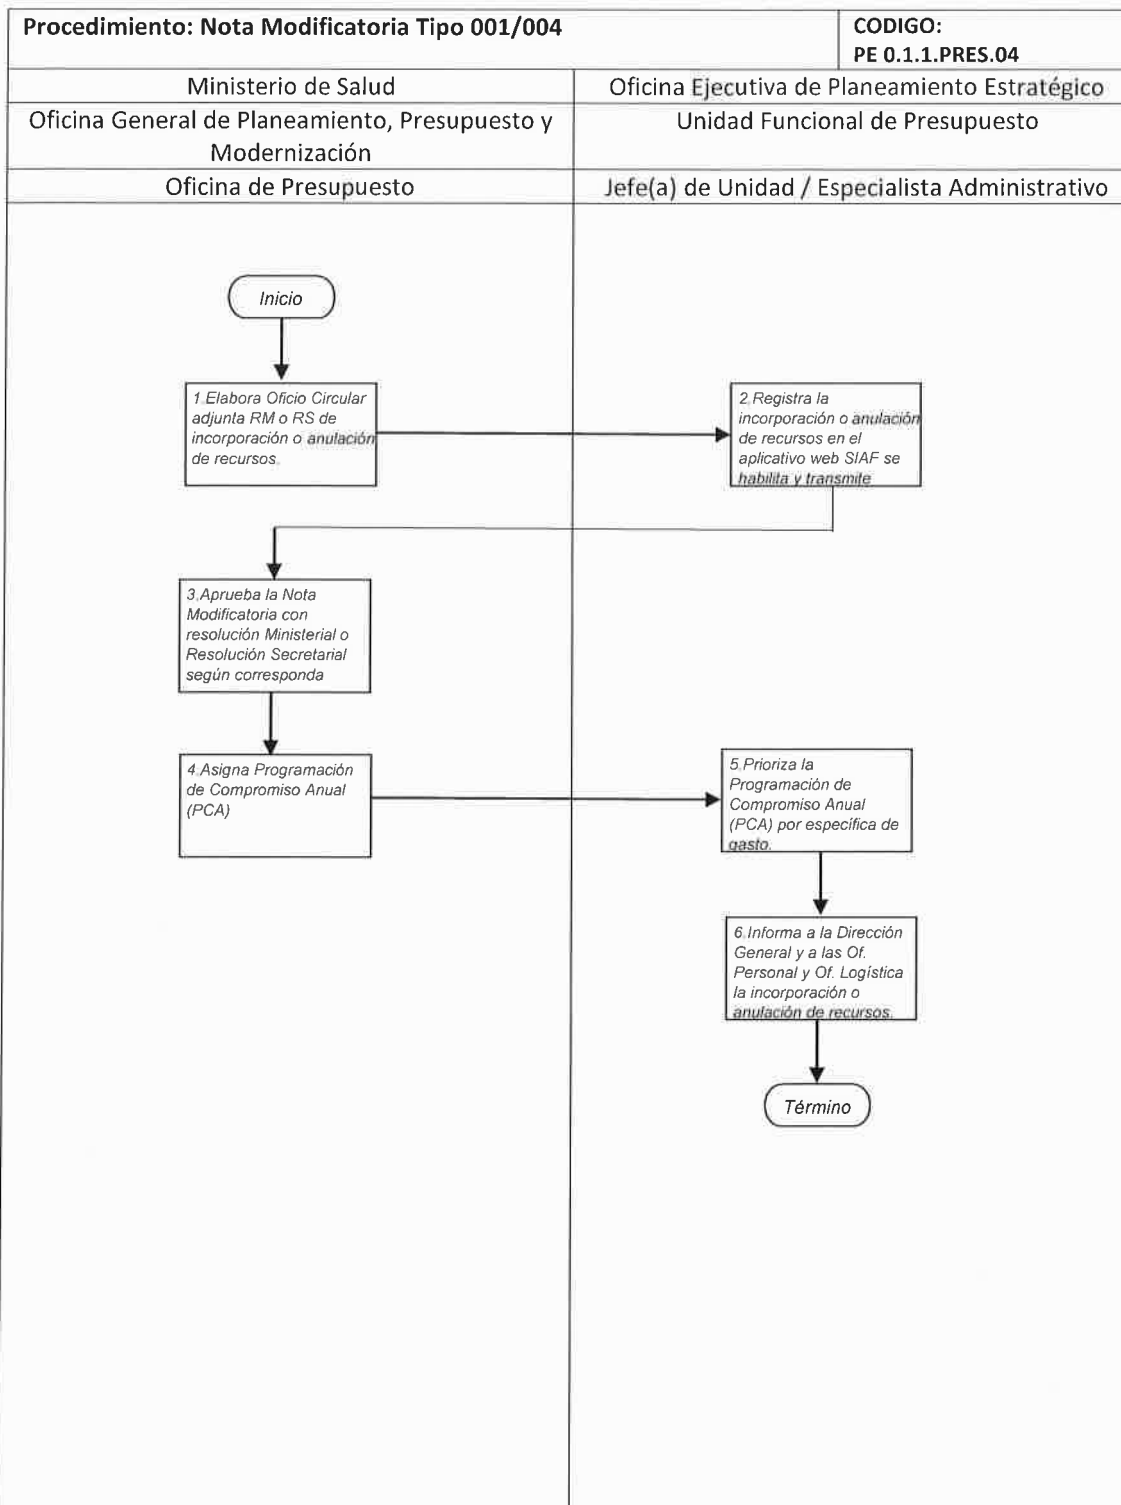 Procedimiento: Nota Modificatoria Tipo 001/004
CODIGO:
PE 0.1.1.PRES.04
Ministerio de Salud
Oficina Ejecutiva de Planeamiento Estratégico
Oficina General de Planeamiento, Presupuesto y
Modernización
Unidad Funcional de Presupuesto
Oficina de Presupuesto
Jefe(a) de Unidad / Especialista Administrativo
Inicio
1.Elabora Oficio Circular
adjunta RM o RS de
incorporación o anulación
de recursos.
2.Registra la
incorporación o anulación
de recursos en el
aplicativo web SIAF se
habilita y transmite
3.Aprueba la Nota
Modificatoria con
resolución Ministerial o
Resolución Secretarial
según corresponda
4.Asigna Programación
de Compromiso Anual
(PCA)
5.Prioriza la
Programación de
Compromiso Anual
(PCA) por específica de
gasto.
6.Informa a la Dirección
General y a las Of.
Personal y Of. Logística
la incorporación o
anulación de recursos.
Término